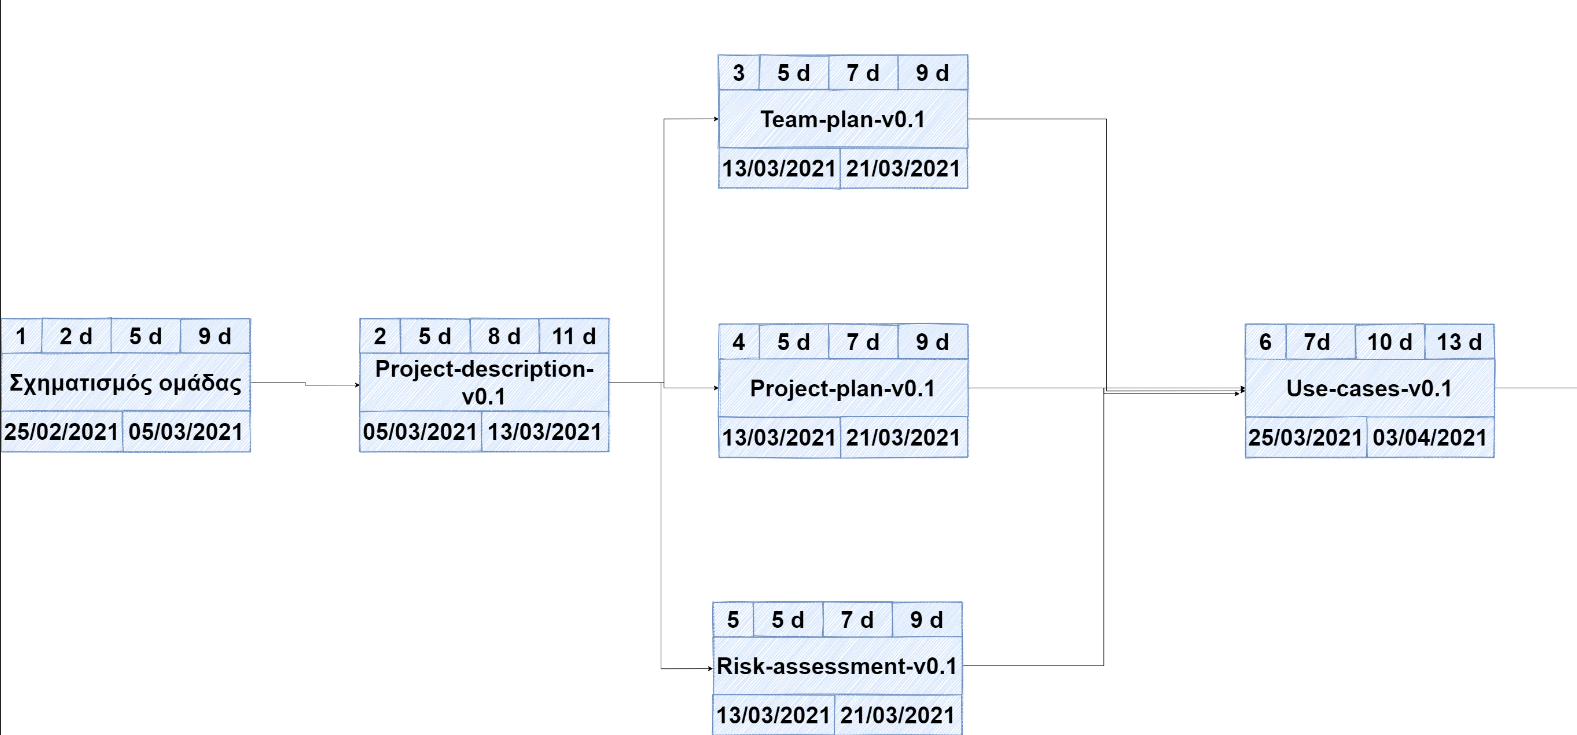 3 5 d 7 d 9 d
Team-plan-v0.1
13/03/2021 21/03/2021
1 2 d 5 d 9 d
Σχηματισμός ομάδας
25/02/2021 05/03/2021
2 5 d 8 d 11 d
Project-description-
v0.1
05/03/2021 13/03/2021
4 5 d 7 d 9 d
Project-plan-v0.1
13/03/2021 21/03/2021
6 7d 10 d 13 d
Use-cases-v0.1
25/03/2021 03/04/2021
5 5 d 7 d 9 d
Risk-assessment-v0.1
13/03/2021 21/03/2021